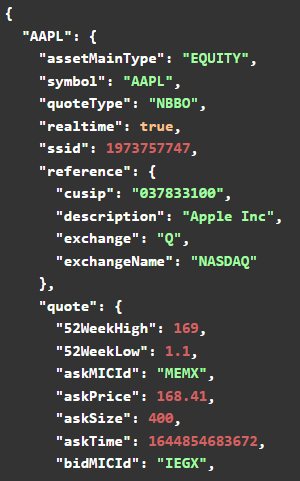 {
"AAPL": {
"assetMainType": "EQUITY",
"symbol": "AAPL",
"quoteType": "NBBO",
"realtime": true,
"ssid": 1973757747,
"reference": {
"cusip": "037833100",
"description": "Apple Inc",
"exchange": "Q",
"exchangeName": "NASDAQ"
},
"quote": {
"52WeekHigh": 169,
"52WeekLow": 1.1,
"askMICId": "MEMX",
"askPrice": 168.41,
"askSize": 400,
"askTime": 1644854683672,
"bidMICId": "IEGX",